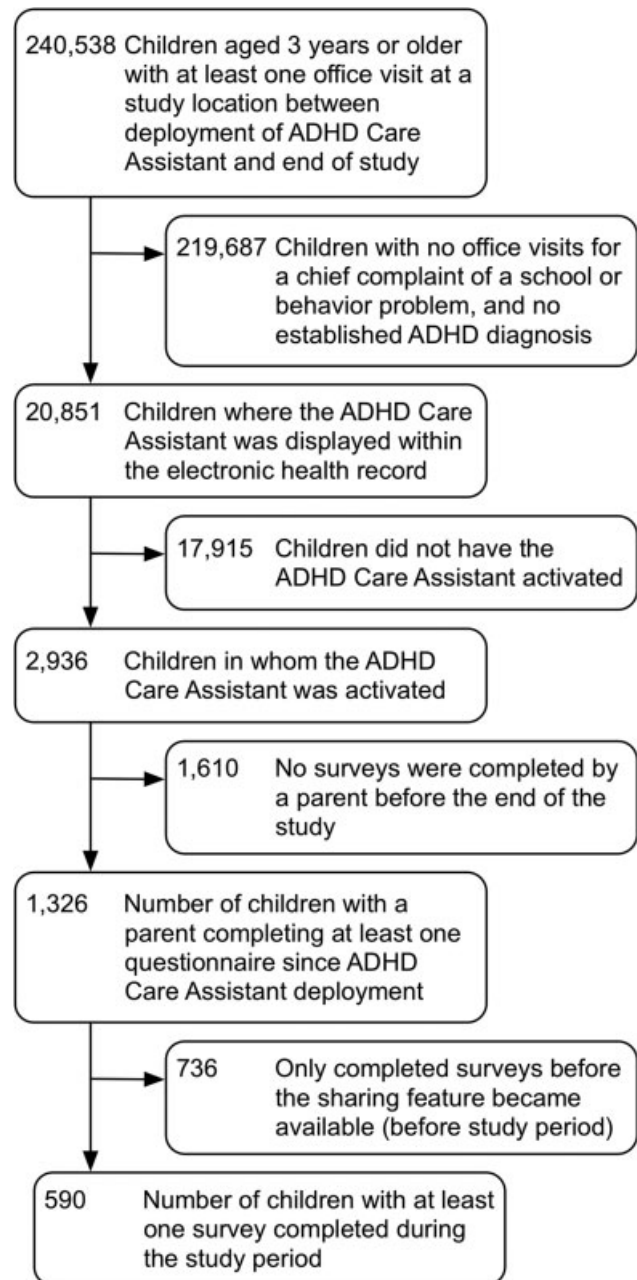 240,538 Children aged 3 years or older
with at least one office visit at a
study location between
deployment of ADHD Care
Assistant and end of study
219,687 Children with no office visits for
a chief complaint of a school or
behavior problem, and no
established ADHD diagnosis
20,851 Children where the ADHD Care
Assistant was displayed within
the electronic health record
17,915 Children did not have the
ADHD Care Assistant activated
2,936 Children in whom the ADHD
Care Assistant was activated
1,610 No surveys were completed by
a parent before the end of the
study
1,326 Number of children with a
parent completing at least one
questionnaire since ADHD
Care Assistant deployment
736 Only completed surveys before
the sharing feature became
available (before study period)
590 Number of children with at least
one survey completed during
the study period